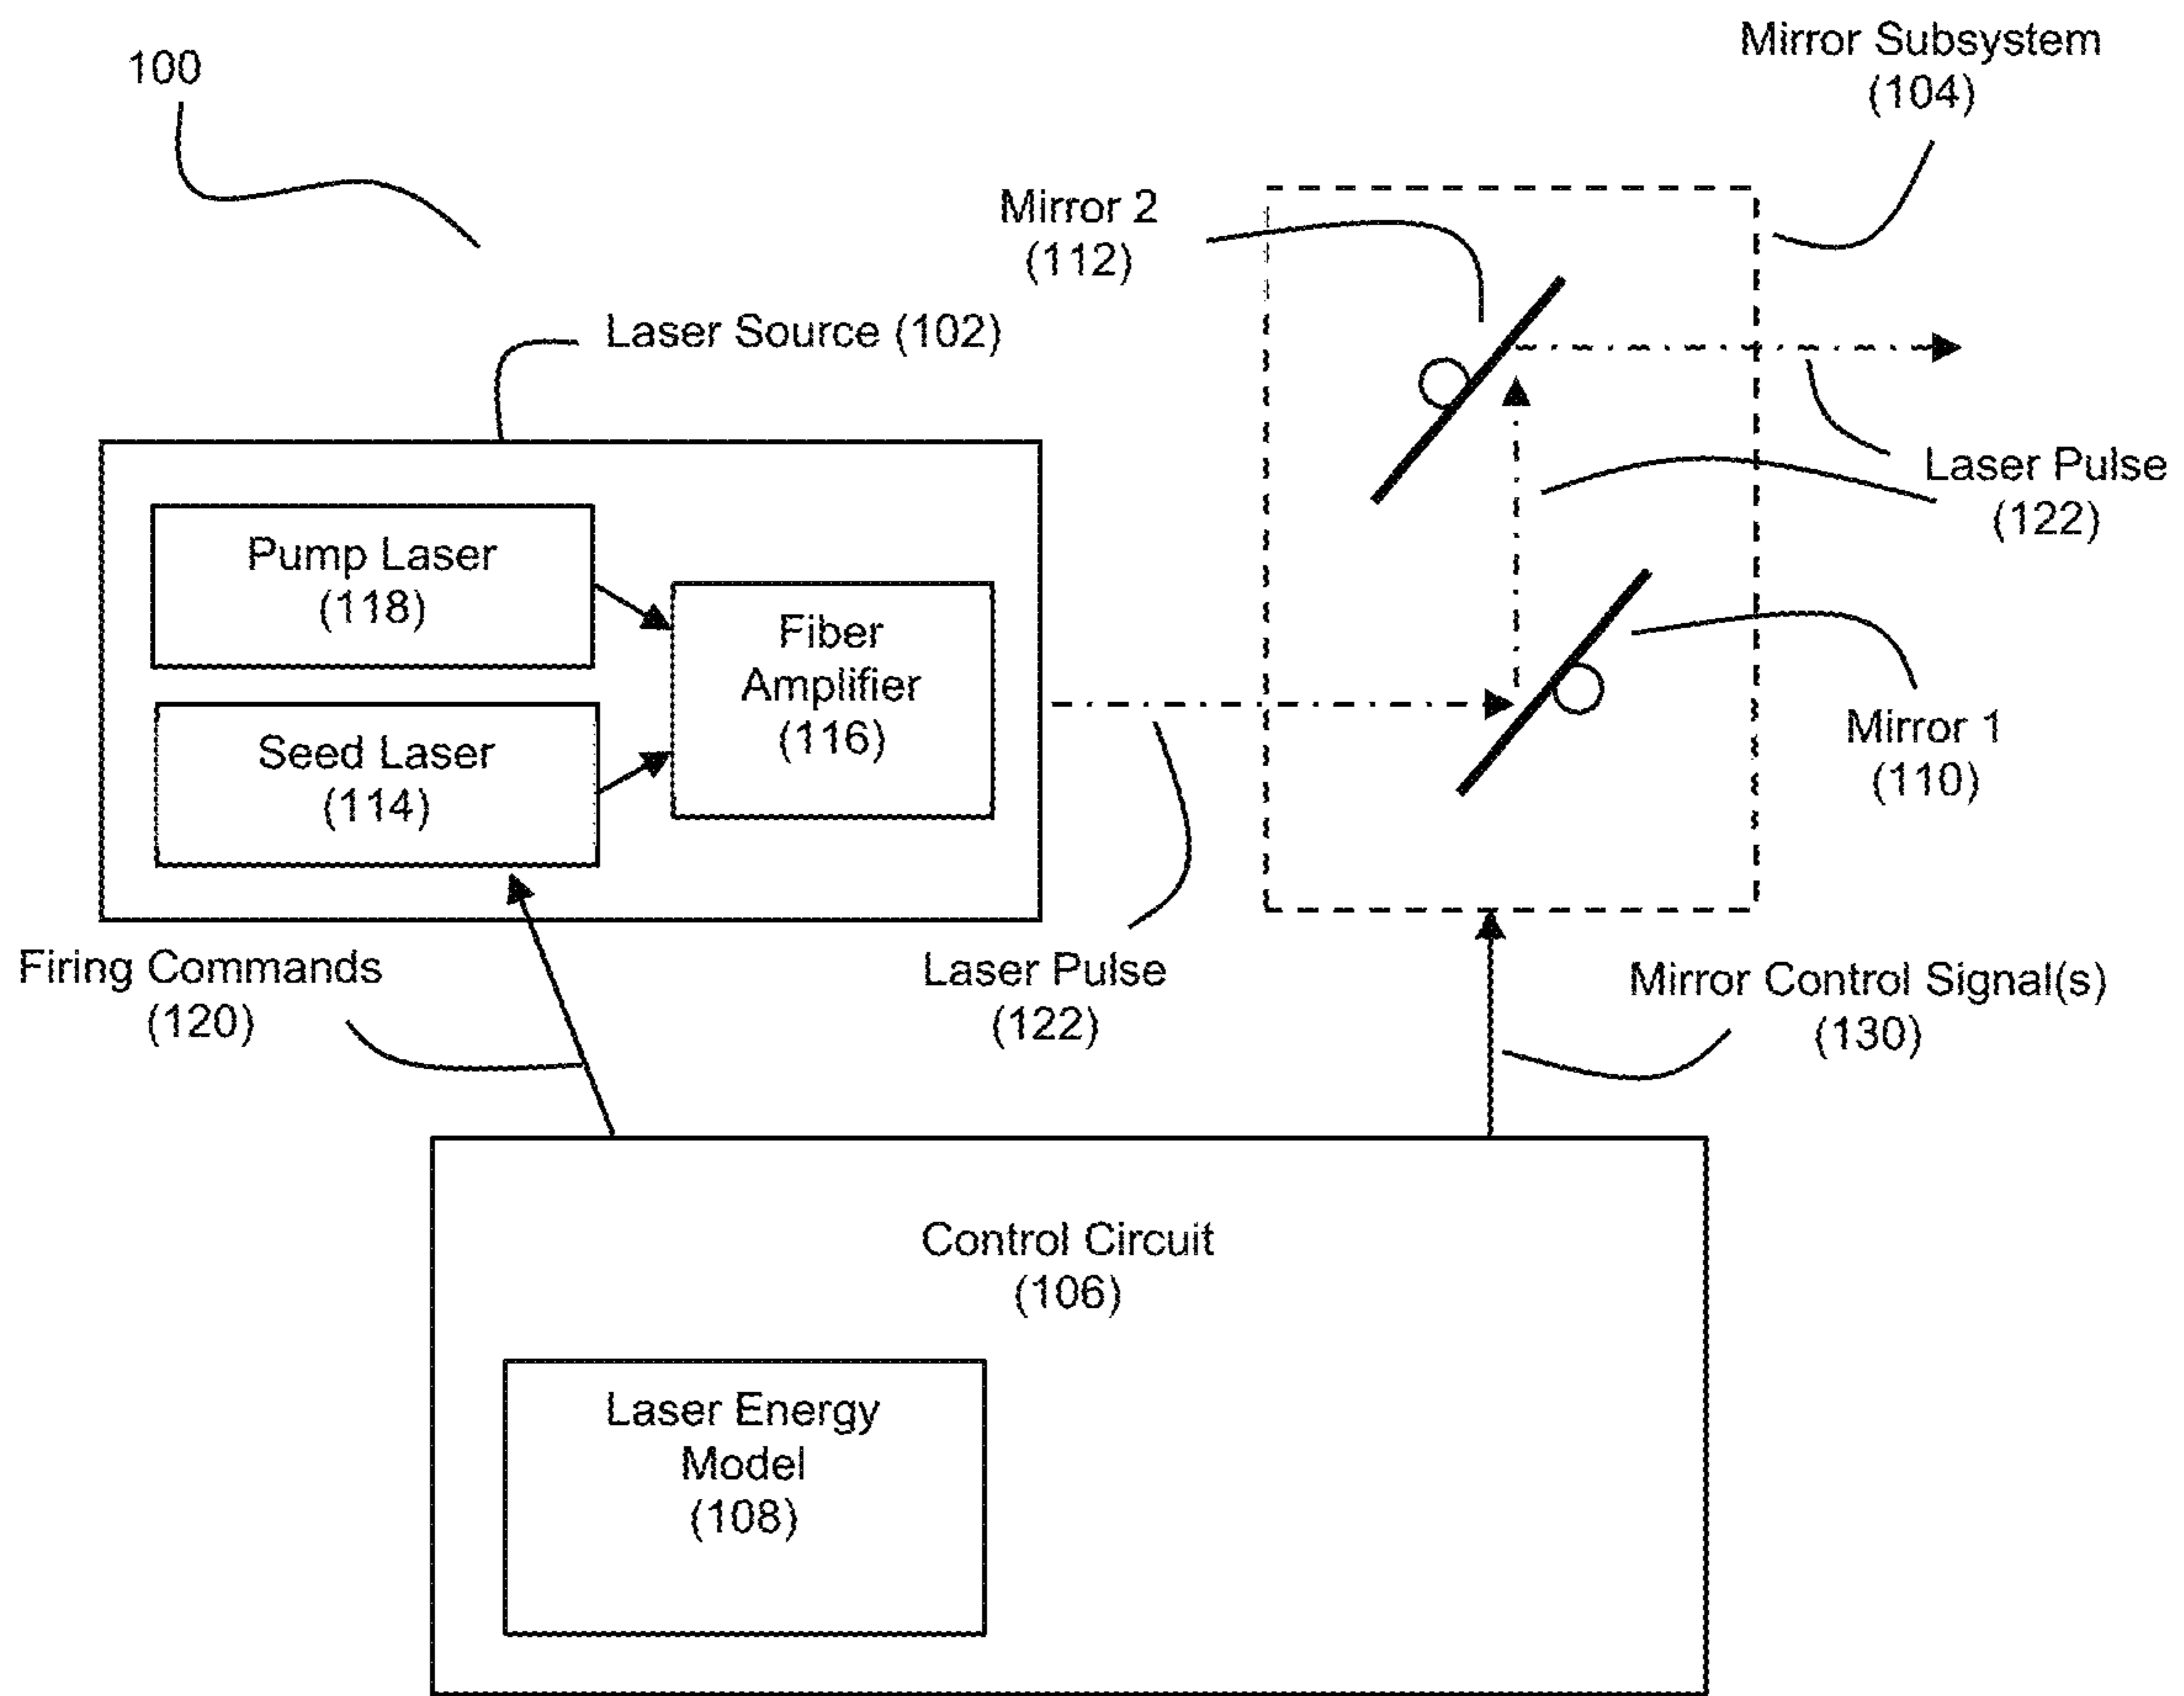 100
Mirror Subsystem
(104)
Mirror 2
(112)
Laser Source (102)
Laser Pulse
(122)
Pump Laser
(118)
Fiber
Amplifier
(116)
Seed Laser
(114)
Mirror 1
(110)
Firing Commands
(120)
Laser Pulse
(122)
Mirror Control Signal(s)
(130)
Control Circuit
(106)
Laser Energy
Model
(108)